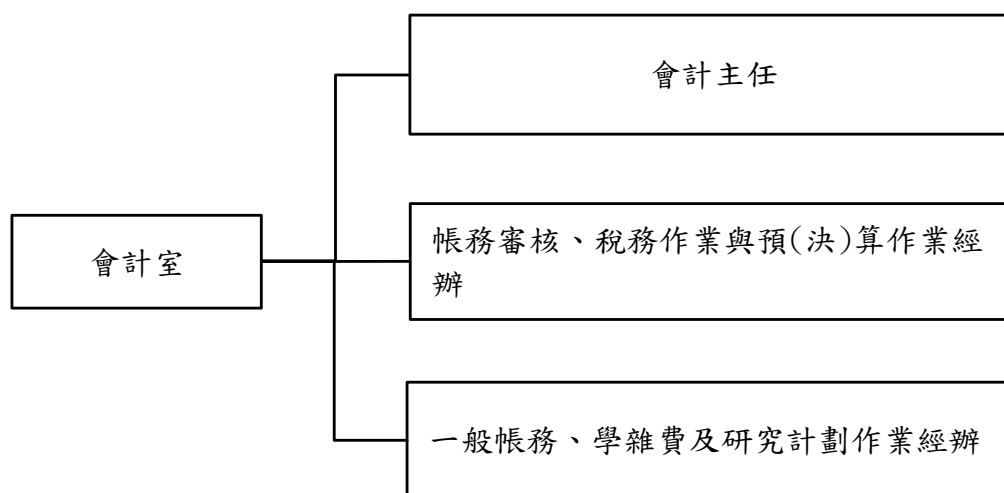 會計主任
會計室
帳務審核、稅務作業與預(決)算作業經
辦
一般帳務、學雜費及研究計劃作業經辦